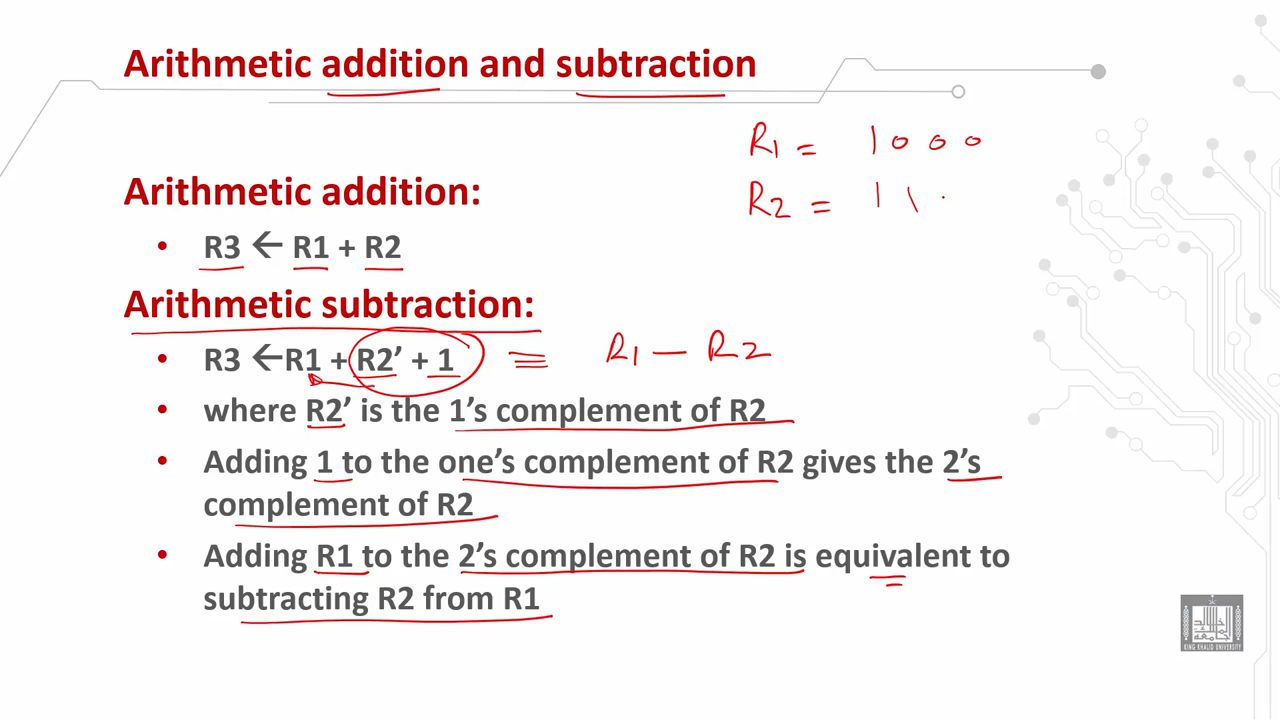 Arithmetic addition and subtraction
R1 = 1000
R2 = 11
Arithmetic addition:
• R3 ← R1 + R2
Arithmetic subtraction:
• R3 ←R1 + R2’ + 1 ≡ R1 – R2
• where R2’ is the 1’s complement of R2
• Adding 1 to the one’s complement of R2 gives the 2’s
complement of R2
• Adding R1 to the 2’s complement of R2 is equivalent to
subtracting R2 from R1
KING KHALID UNIVERSITY